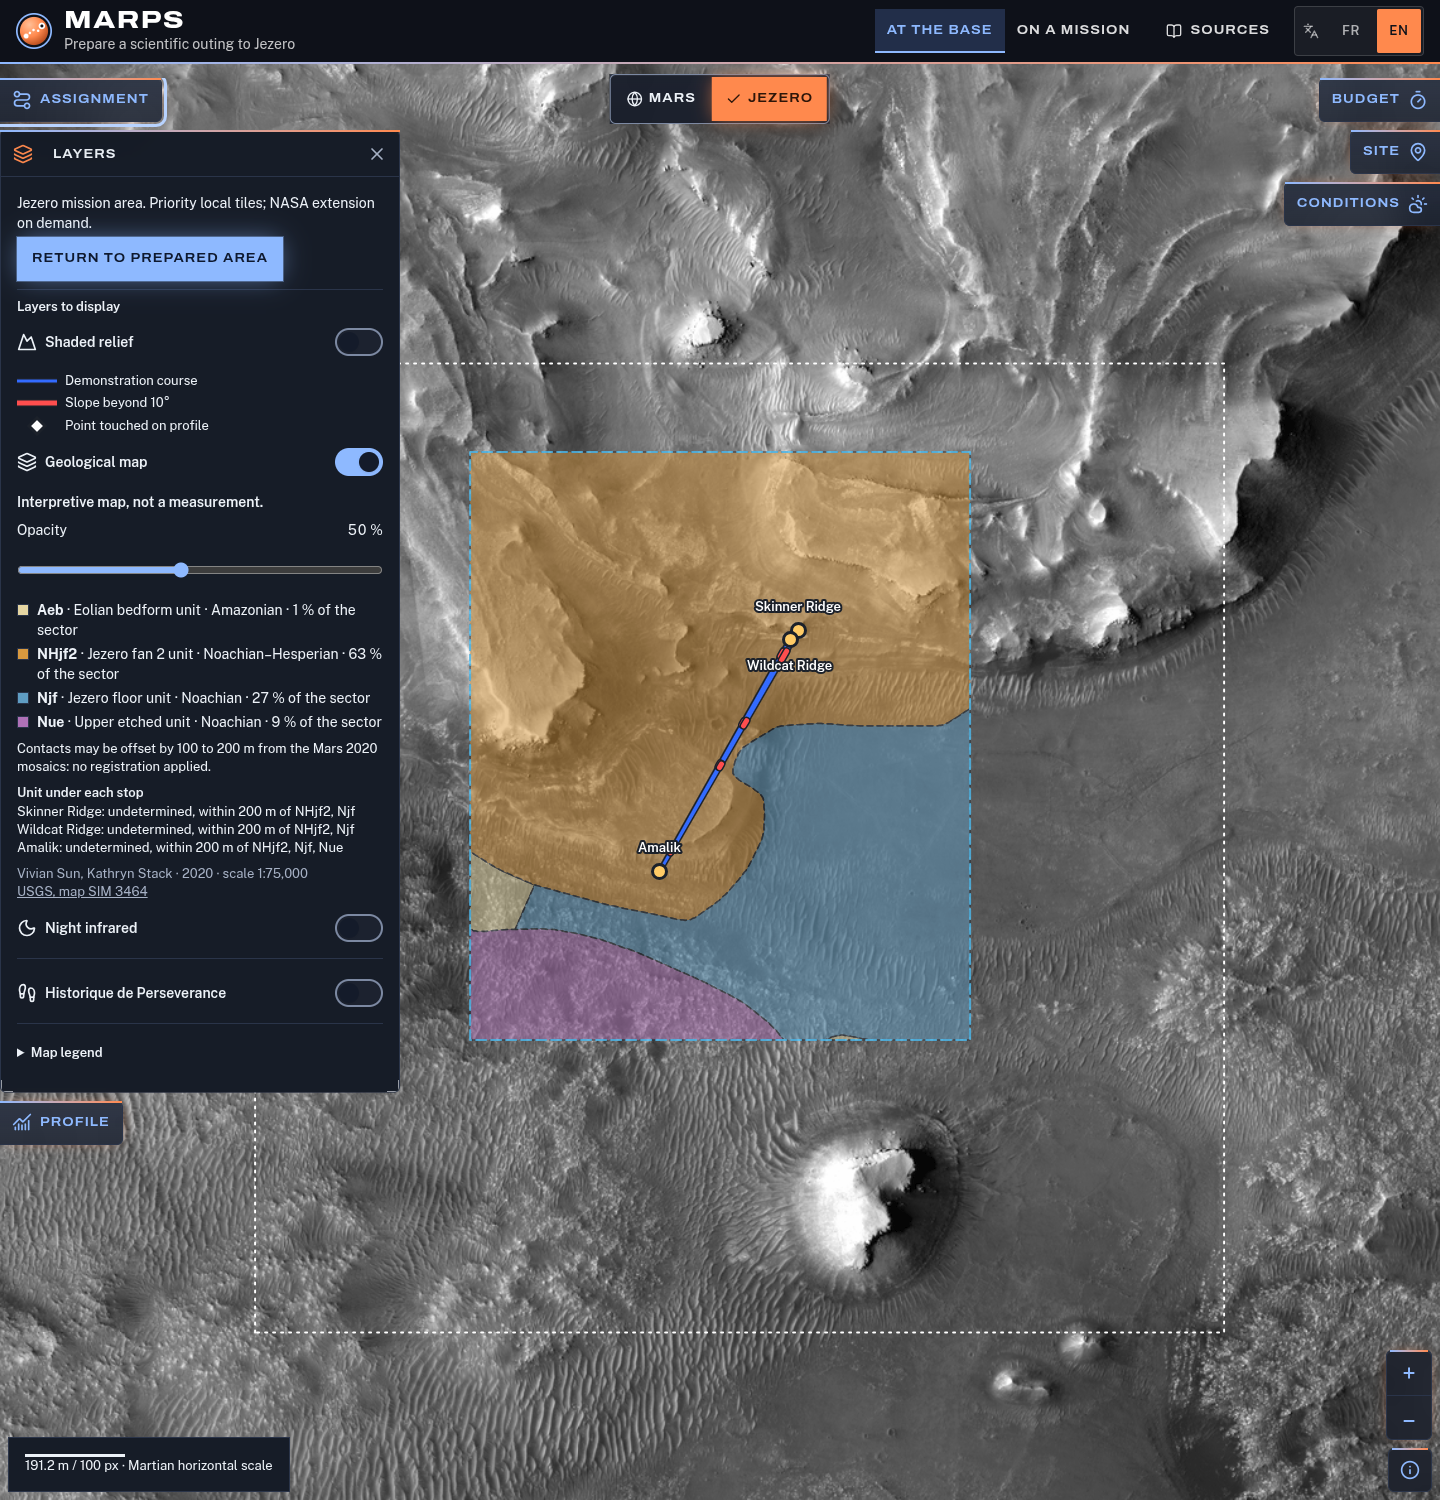 MARPS
Prepare a scientific outing to Jezero
AT THE BASE
ON A MISSION
SOURCES
FR
EN
ASSIGNMENT
MARS
JEZERO
BUDGET
SITE
CONDITIONS
LAYERS
Jezero mission area. Priority local tiles; NASA extension
on demand.
RETURN TO PREPARED AREA
Layers to display
Shaded relief
Demonstration course
Slope beyond 10°
Point touched on profile
Geological map
Interpretive map, not a measurement.
Opacity 50 %
Aeb · Eolian bedform unit · Amazonian · 1 % of the
sector
NHjf2 · Jezero fan 2 unit · Noachian–Hesperian · 63 %
of the sector
Njf · Jezero floor unit · Noachian · 27 % of the sector
Nue · Upper etched unit · Noachian · 9 % of the sector
Contacts may be offset by 100 to 200 m from the Mars 2020
mosaics: no registration applied.
Unit under each stop
Skinner Ridge: undetermined, within 200 m of NHjf2, Njf
Wildcat Ridge: undetermined, within 200 m of NHjf2, Njf
Amalik: undetermined, within 200 m of NHjf2, Njf, Nue
Vivian Sun, Kathryn Stack · 2020 · scale 1:75,000
USGS, map SIM 3464
Night infrared
Historique de Perseverance
Map legend
PROFILE
Skinner Ridge
Wildcat Ridge
Amalik
191.2 m / 100 px · Martian horizontal scale